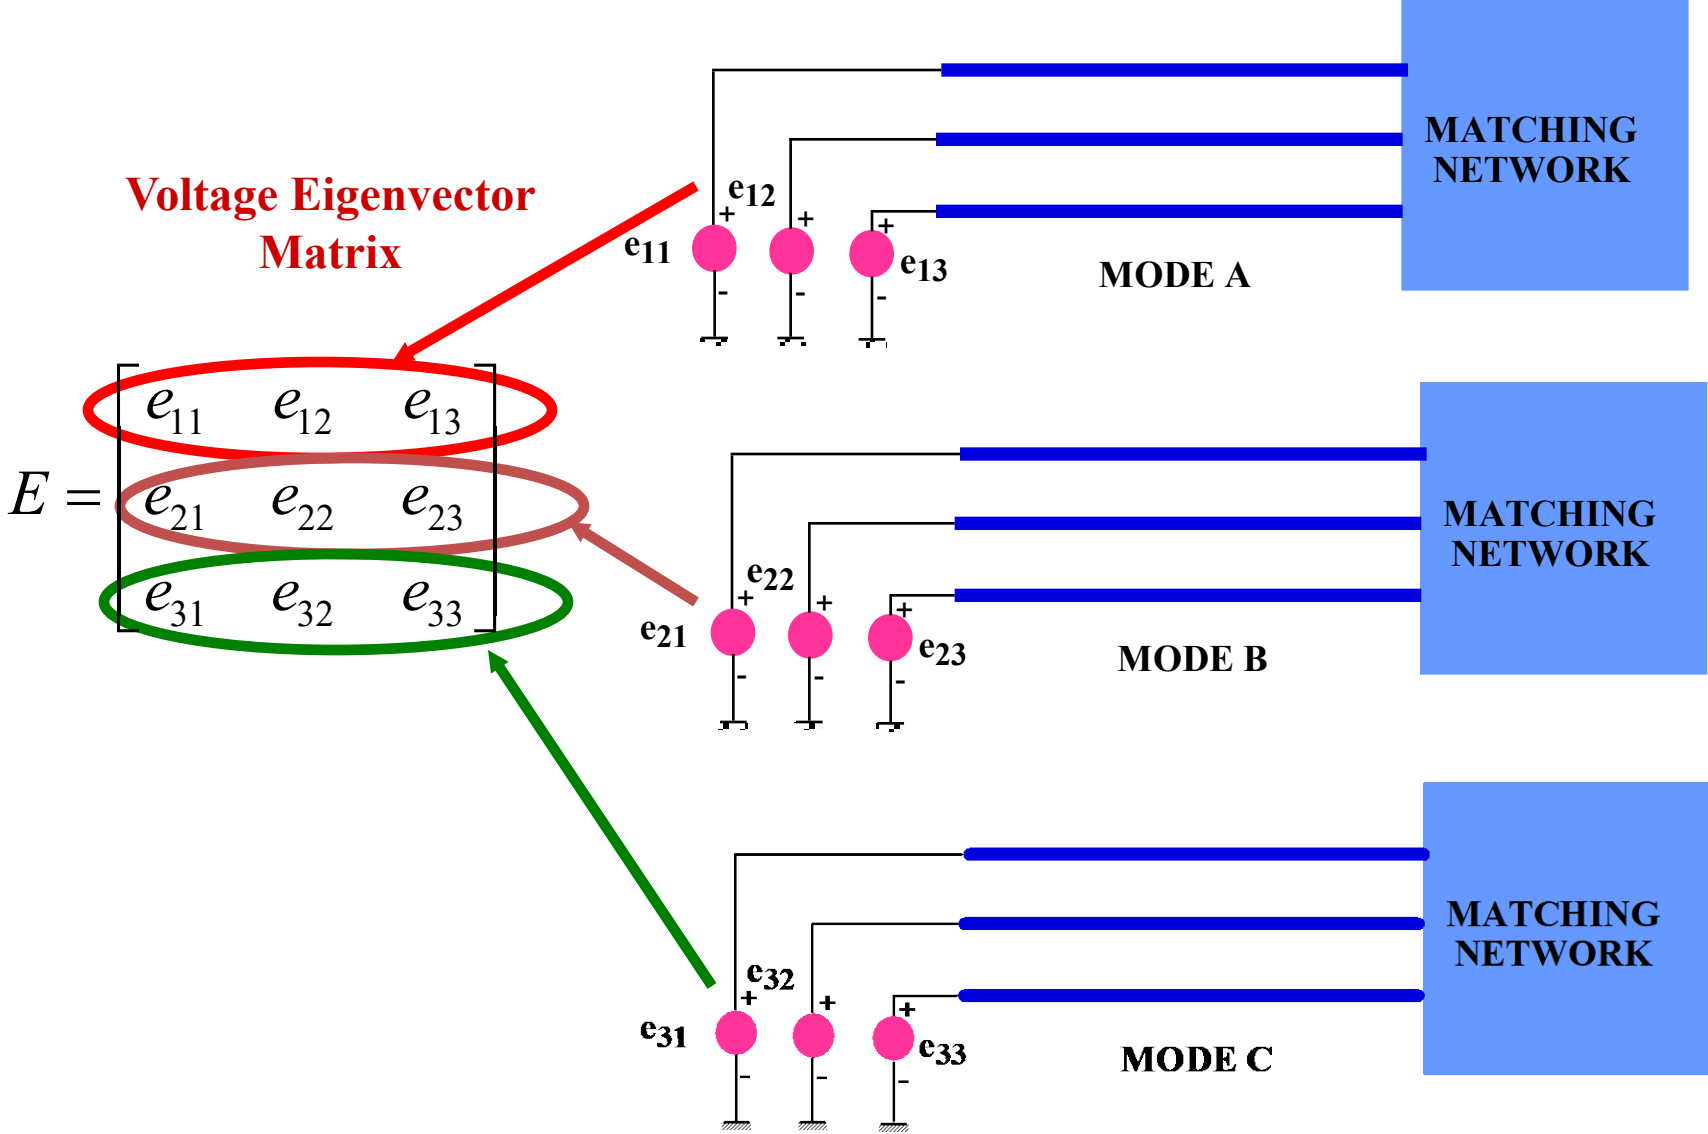 Voltage Eigenvector
Matrix
E =
e11 e12 e13
e21 e22 e23
e31 e32 e33
e11
+
-
e12
+
-
+
-
e13
MODE A
MATCHING
NETWORK
e21
+
-
e22
+
-
+
-
e23
MODE B
MATCHING
NETWORK
e31
+
-
e32
+
-
+
-
e33
MODE C
MATCHING
NETWORK